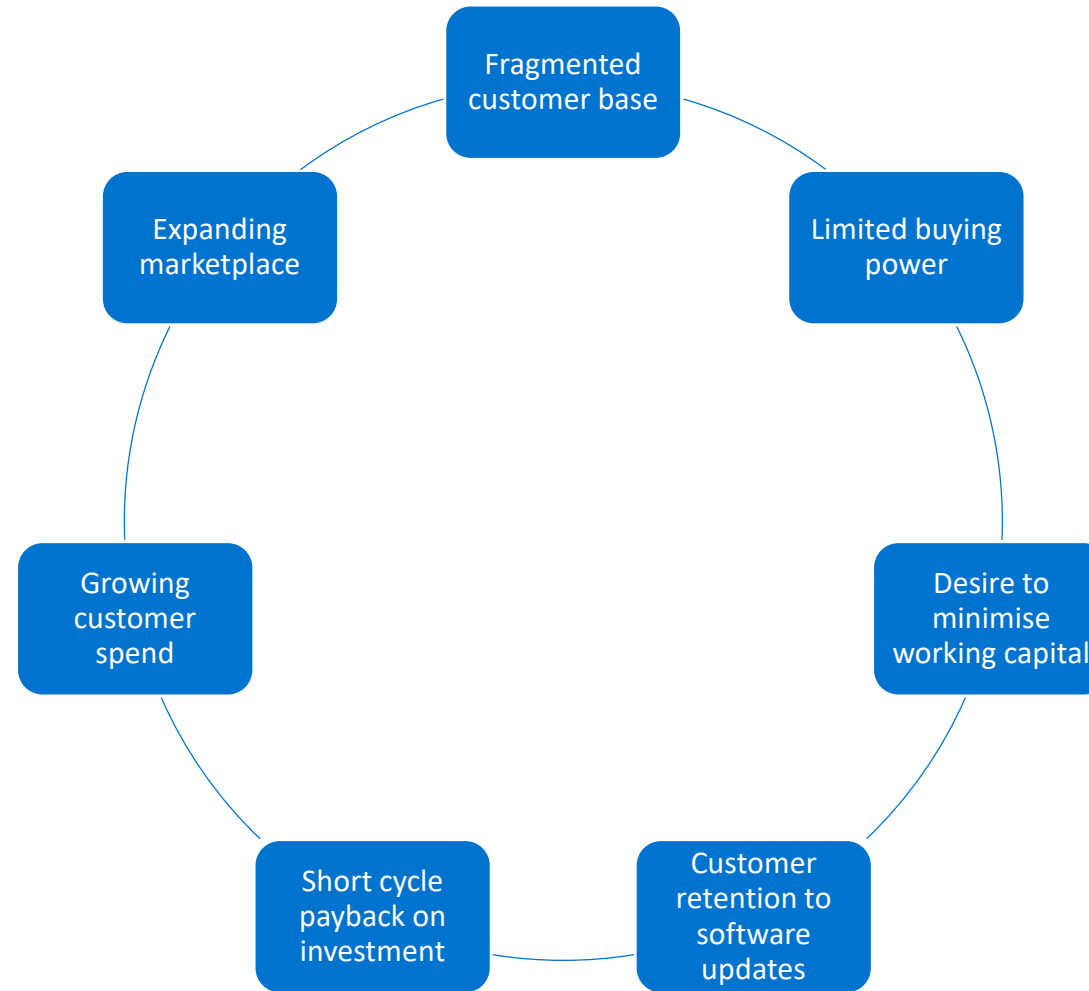 Fragmented
customer base
Limited buying
power
Desire to
minimise
working capital
Customer
retention to
software
updates
Short cycle
payback on
investment
Growing
customer
spend
Expanding
marketplace